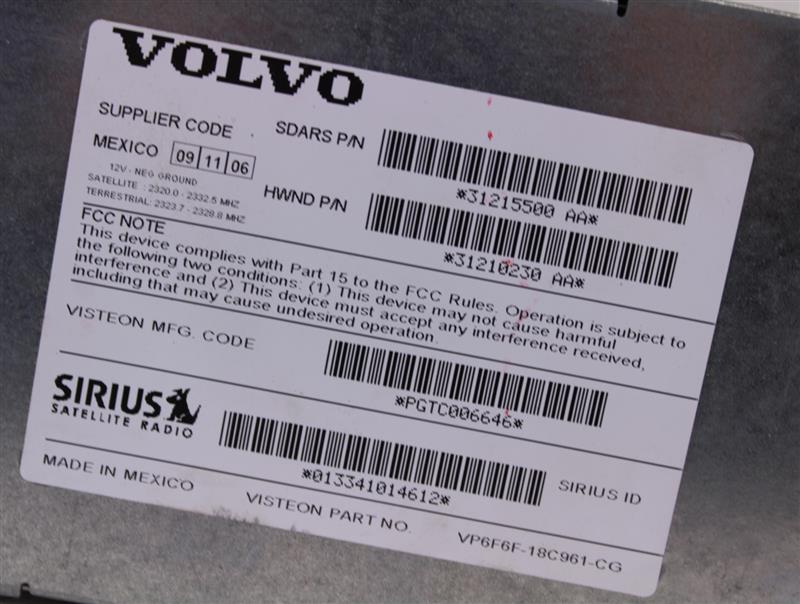 VOLVO
SUPPLIER CODE
MEXICO 09 11 06
12V - NEG GROUND
SATELLITE : 2320.0 - 2332.5 MHZ
TERRESTRIAL: 2323.7 - 2328.8 MHZ
SDARS P/N
*31215500 AA*
HWND P/N
*31210230 AA*
FCC NOTE
This device complies with Part 15 to the FCC Rules. Operation is subject to
the following two conditions: (1) This device may not cause harmful
interference and (2) This device must accept any interference received,
including that may cause undesired operation.
VISTEON MFG. CODE
*PGTC006646*
SIRIUS
SATELLITE RADIO
*013341014612*
SIRIUS ID
MADE IN MEXICO
VISTEON PART NO.
VP6F6F-18C961-CG